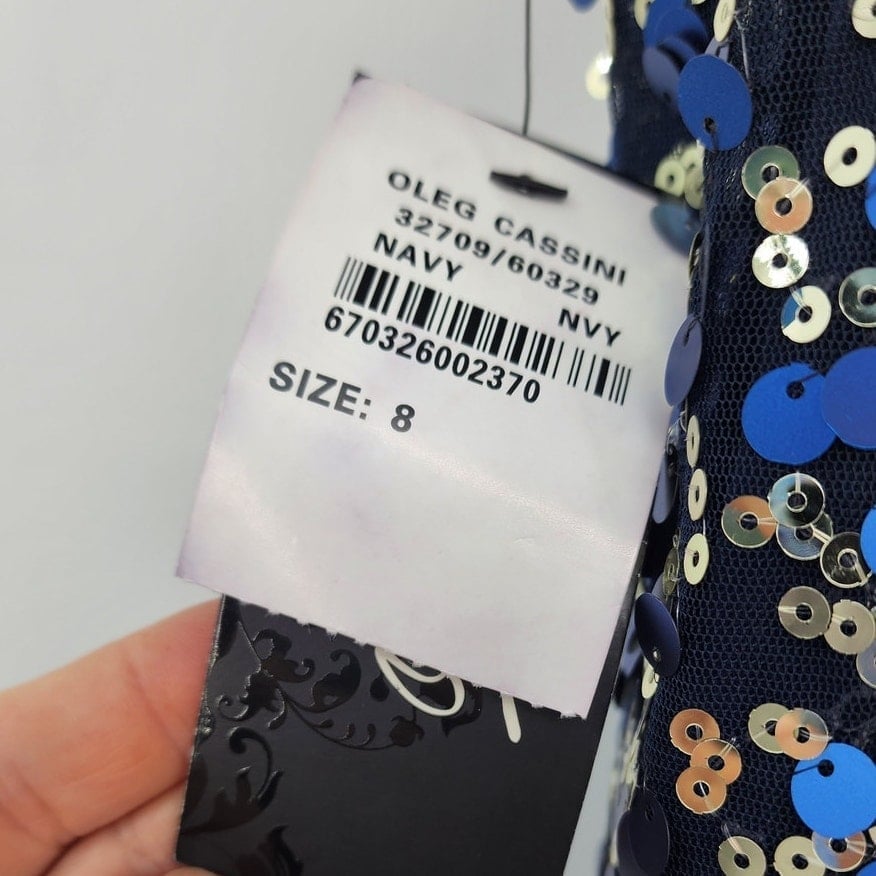 OLEG CASSINI
32709/60329
NAVY
NVY
670326002370
SIZE: 8